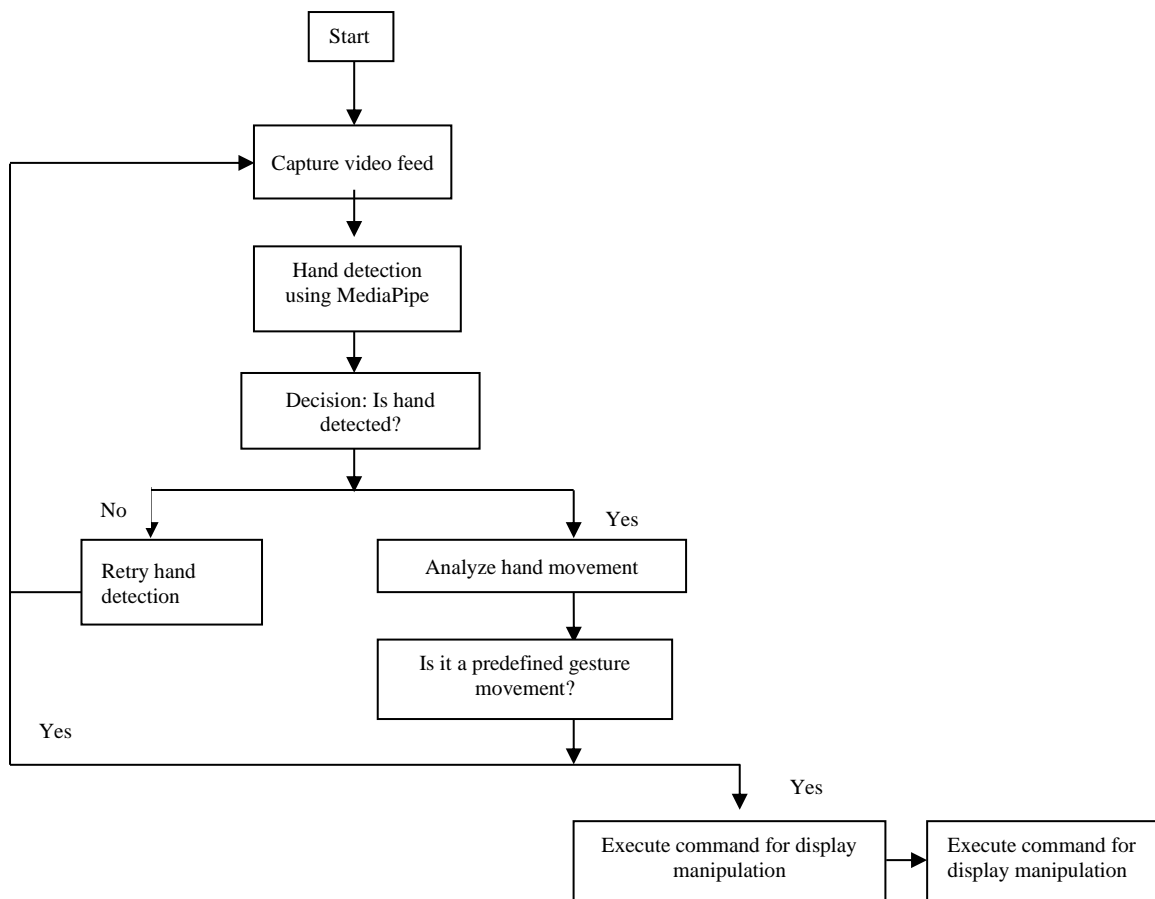 Start
Capture video feed
Hand detection
using MediaPipe
Decision: Is hand
detected?
No
Yes
Retry hand
detection
Analyze hand movement
Is it a predefined gesture
movement?
Yes
Yes
Execute command for display
manipulation
Execute command for
display manipulation